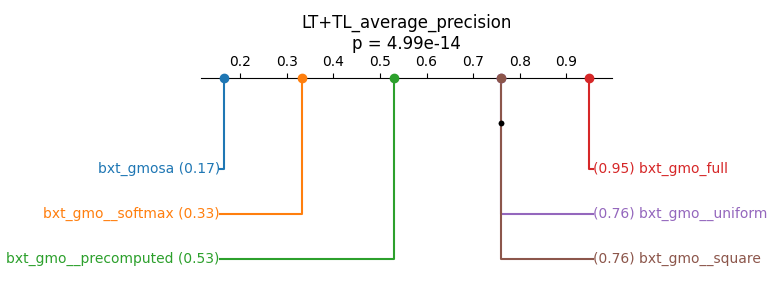 LT+TL_average_precision
p = 4.99e-14
0.2 0.3 0.4 0.5 0.6 0.7 0.8 0.9
bxt_gmosa (0.17) (0.95) bxt_gmo_full
bxt_gmo__softmax (0.33) (0.76) bxt_gmo__uniform
bxt_gmo__precomputed (0.53) (0.76) bxt_gmo__square